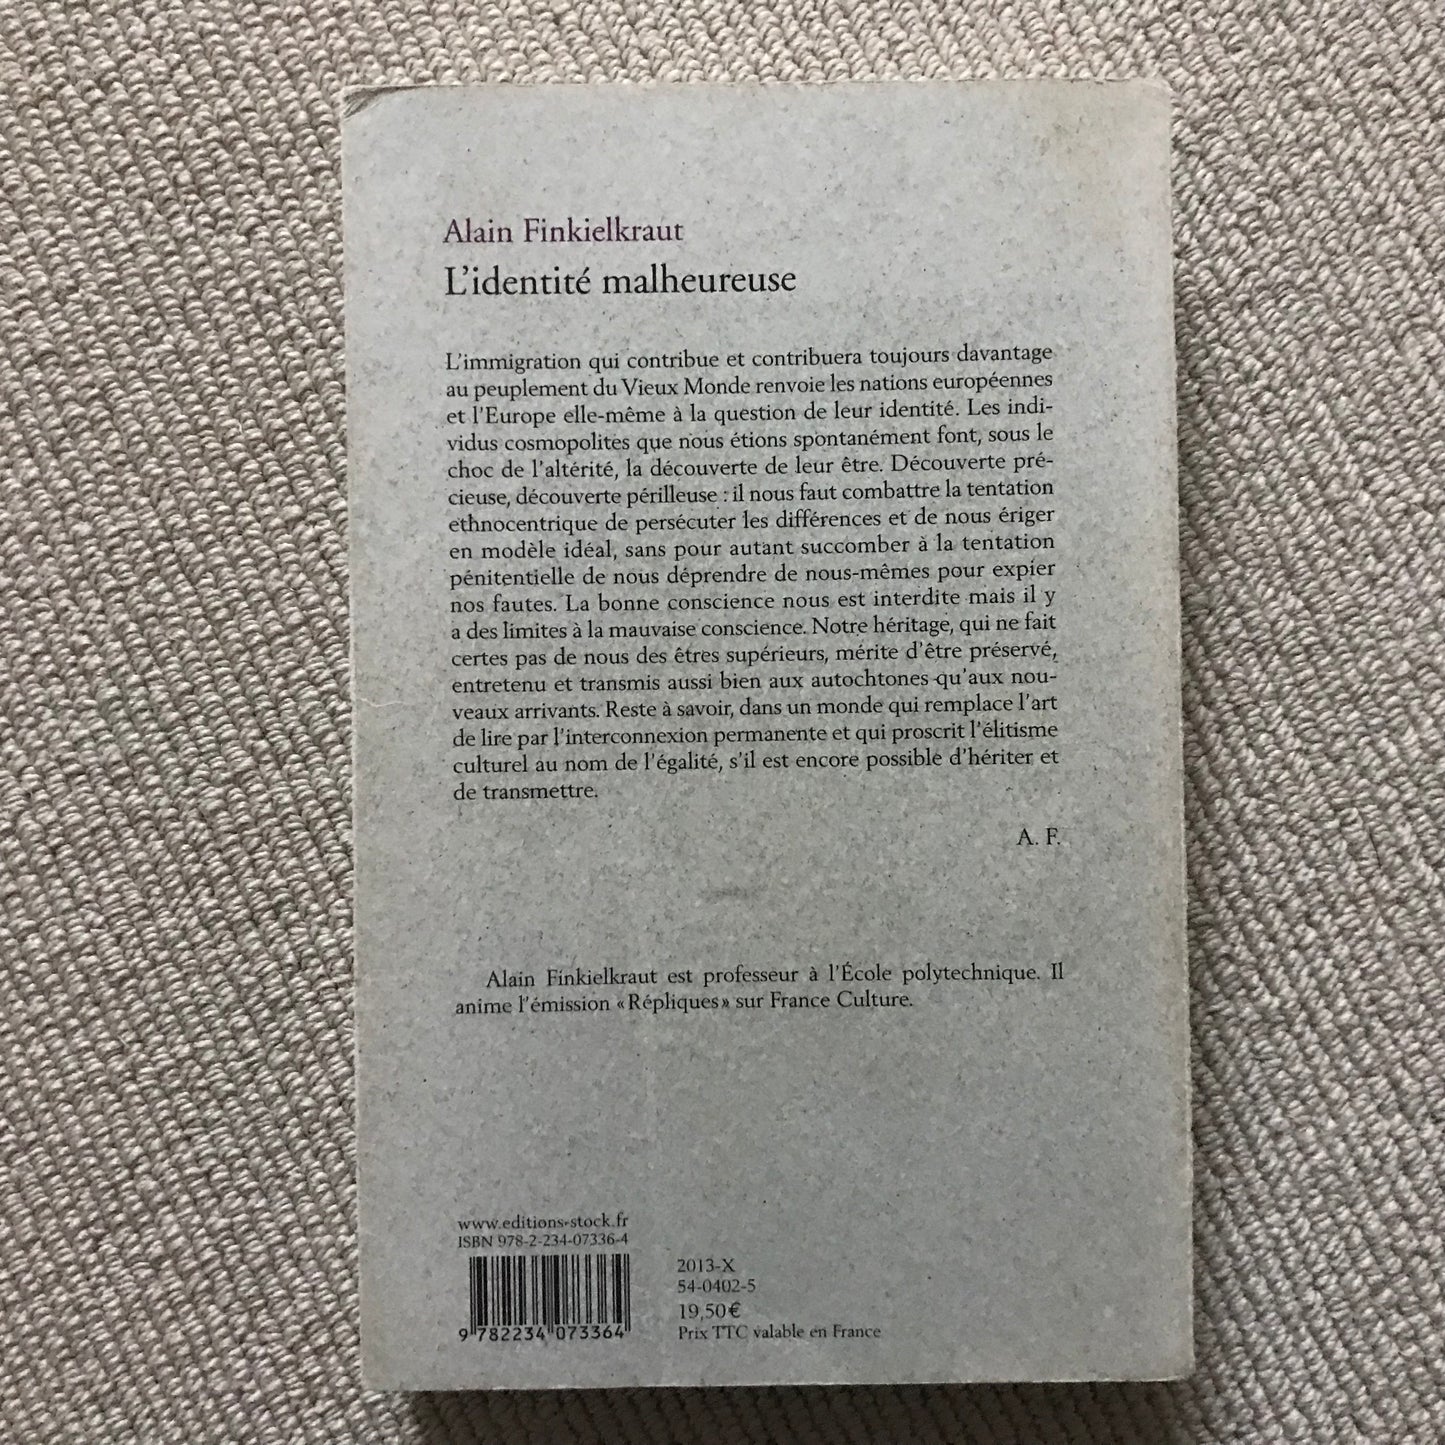 Alain Finkielkraut
L'identité malheureuse
L'immigration qui contribue et contribuera toujours davantage
au peuplement du Vieux Monde renvoie les nations européennes
et l'Europe elle-même à la question de leur identité. Les indi-
vidus cosmopolites que nous étions spontanément font, sous le
choc de l'altérité, la découverte de leur être. Découverte pré-
cieuse, découverte périlleuse : il nous faut combattre la tentation
ethnocentrique de persécuter les différences et de nous ériger
en modèle idéal, sans pour autant succomber à la tentation
pénitentielle de nous déprendre de nous-mêmes pour expier
nos fautes. La bonne conscience nous est interdite mais il y
a des limites à la mauvaise conscience. Notre héritage, qui ne fait
certes pas de nous des êtres supérieurs, mérite d'être préservé,
entretenu et transmis aussi bien aux autochtones qu'aux nou-
veaux arrivants. Reste à savoir, dans un monde qui remplace l'art
de lire par l'interconnexion permanente et qui proscrit l'élitisme
culturel au nom de l'égalité, s'il est encore possible d'hériter et
de transmettre.
A. F.
Alain Finkielkraut est professeur à l'École polytechnique. Il
anime l'émission «Répliques» sur France Culture.
www.editions-stock.fr
ISBN 978-2-234-07336-4
9 782234 073364
2013-X
54-0402-5
19,50€
Prix TTC valable en France